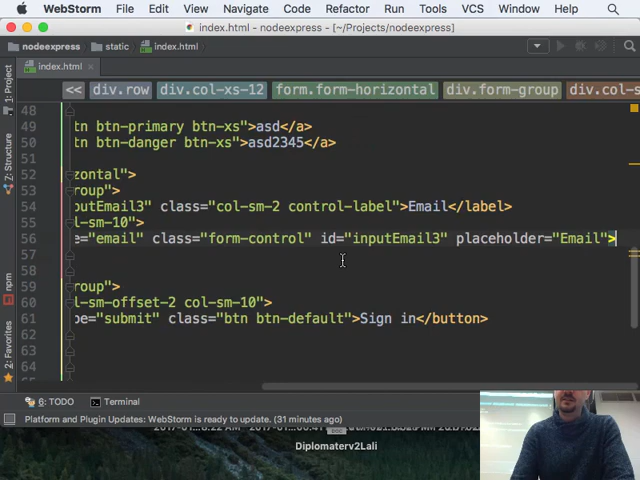 WebStorm File Edit View Navigate Code Refactor Run Tools VCS Window Help
index.html - nodeexpress - [~/Projects/nodeexpress]
nodeexpress static index.html
index.html
<< div.row div.col-xs-12 form.form-horizontal div.form-group div.col-s
1: Project
7: Structure
npm
2: Favorites
48
49 tn btn-primary btn-xs">asd</a>
50 tn btn-danger btn-xs">asd2345</a>
51
52 zontal">
53 roup">
54 putEmail3" class="col-sm-2 control-label">Email</label>
55 l-sm-10">
56 e="email" class="form-control" id="inputEmail3" placeholder="Email">
57
58
59 roup">
60 l-sm-offset-2 col-sm-10">
61 pe="submit" class="btn btn-default">Sign in</button>
62
63
64
6: TODO Terminal
Platform and Plugin Updates: WebStorm is ready to update. (31 minutes ago)
Diplomaterv2Lali